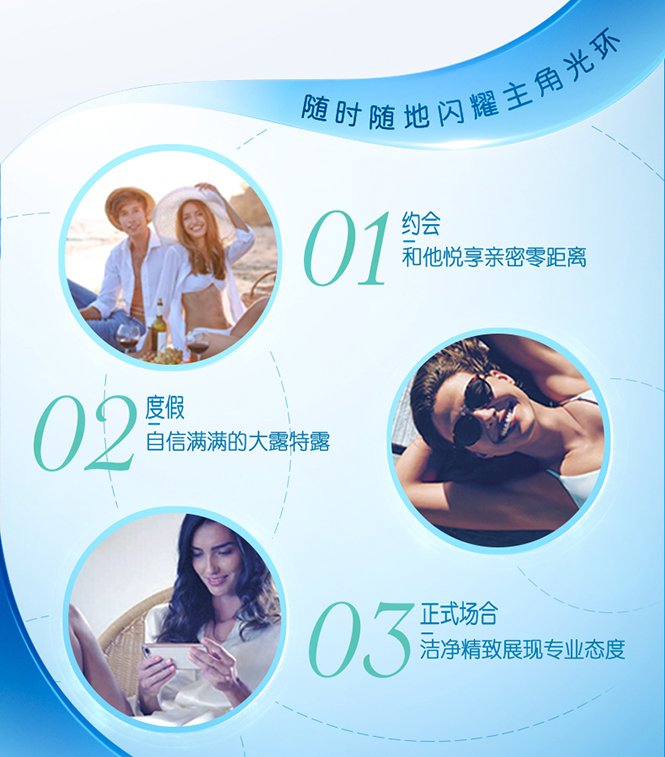 随时随地闪耀主角光环
01
约会
和他悦享亲密零距离
02
度假
自信满满的大露特露
03
正式场合
洁净精致展现专业态度